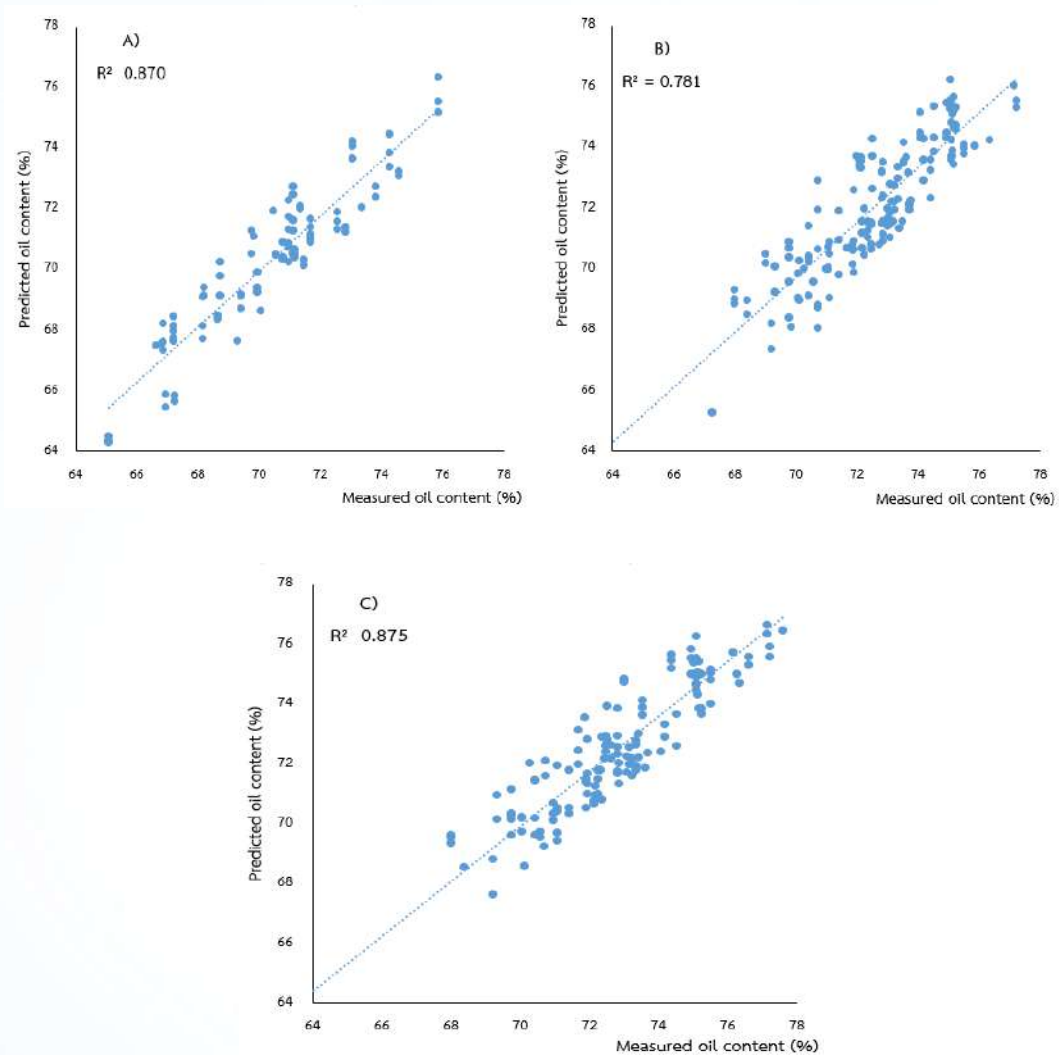 A)
R² 0.870
Predicted oil content (%)
78
76
74
72
70
68
66
64
64 66 68 70 72 74 76 78
Measured oil content (%)
B)
R² = 0.781
Predicted oil content (%)
78
76
74
72
70
68
66
64
64 66 68 70 72 74 76 78
Measured oil content (%)
C)
R² 0.875
Predicted oil content (%)
78
76
74
72
70
68
66
64
64 66 68 70 72 74 76 78
Measured oil content (%)